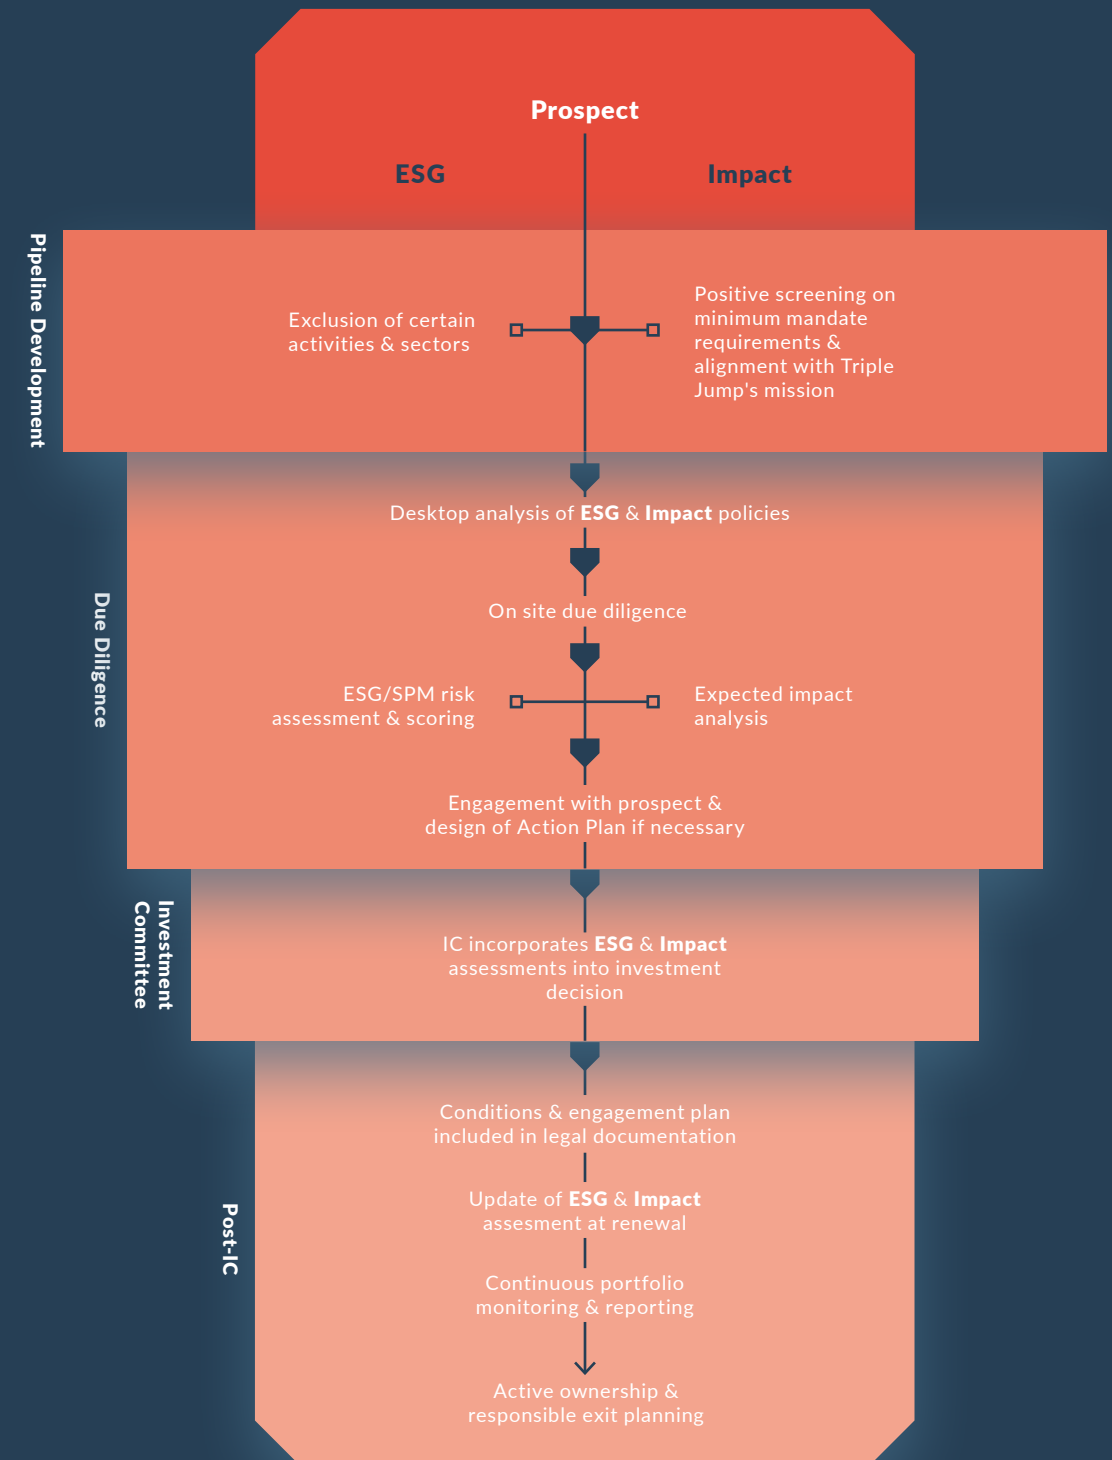 Prospect
ESG
Impact
Pipeline Development
Exclusion of certain
activities & sectors
Positive screening on
minimum mandate
requirements &
alignment with Triple
Jump's mission
Due Diligence
Desktop analysis of ESG & Impact policies
On site due diligence
ESG/SPM risk
assessment & scoring
Expected impact
analysis
Engagement with prospect &
design of Action Plan if necessary
Investment
Committee
IC incorporates ESG & Impact
assessments into investment
decision
Post-IC
Conditions & engagement plan
included in legal documentation
Update of ESG & Impact
assesment at renewal
Continuous portfolio
monitoring & reporting
Active ownership &
responsible exit planning